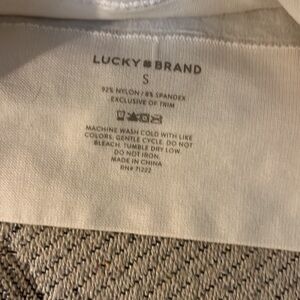 LUCKY BRAND
S
92% NYLON / 8% SPANDEX
EXCLUSIVE OF TRIM
MACHINE WASH COLD WITH LIKE
COLORS, GENTLE CYCLE. DO NOT
BLEACH. TUMBLE DRY LOW.
DO NOT IRON.
MADE IN CHINA
RN# 71222